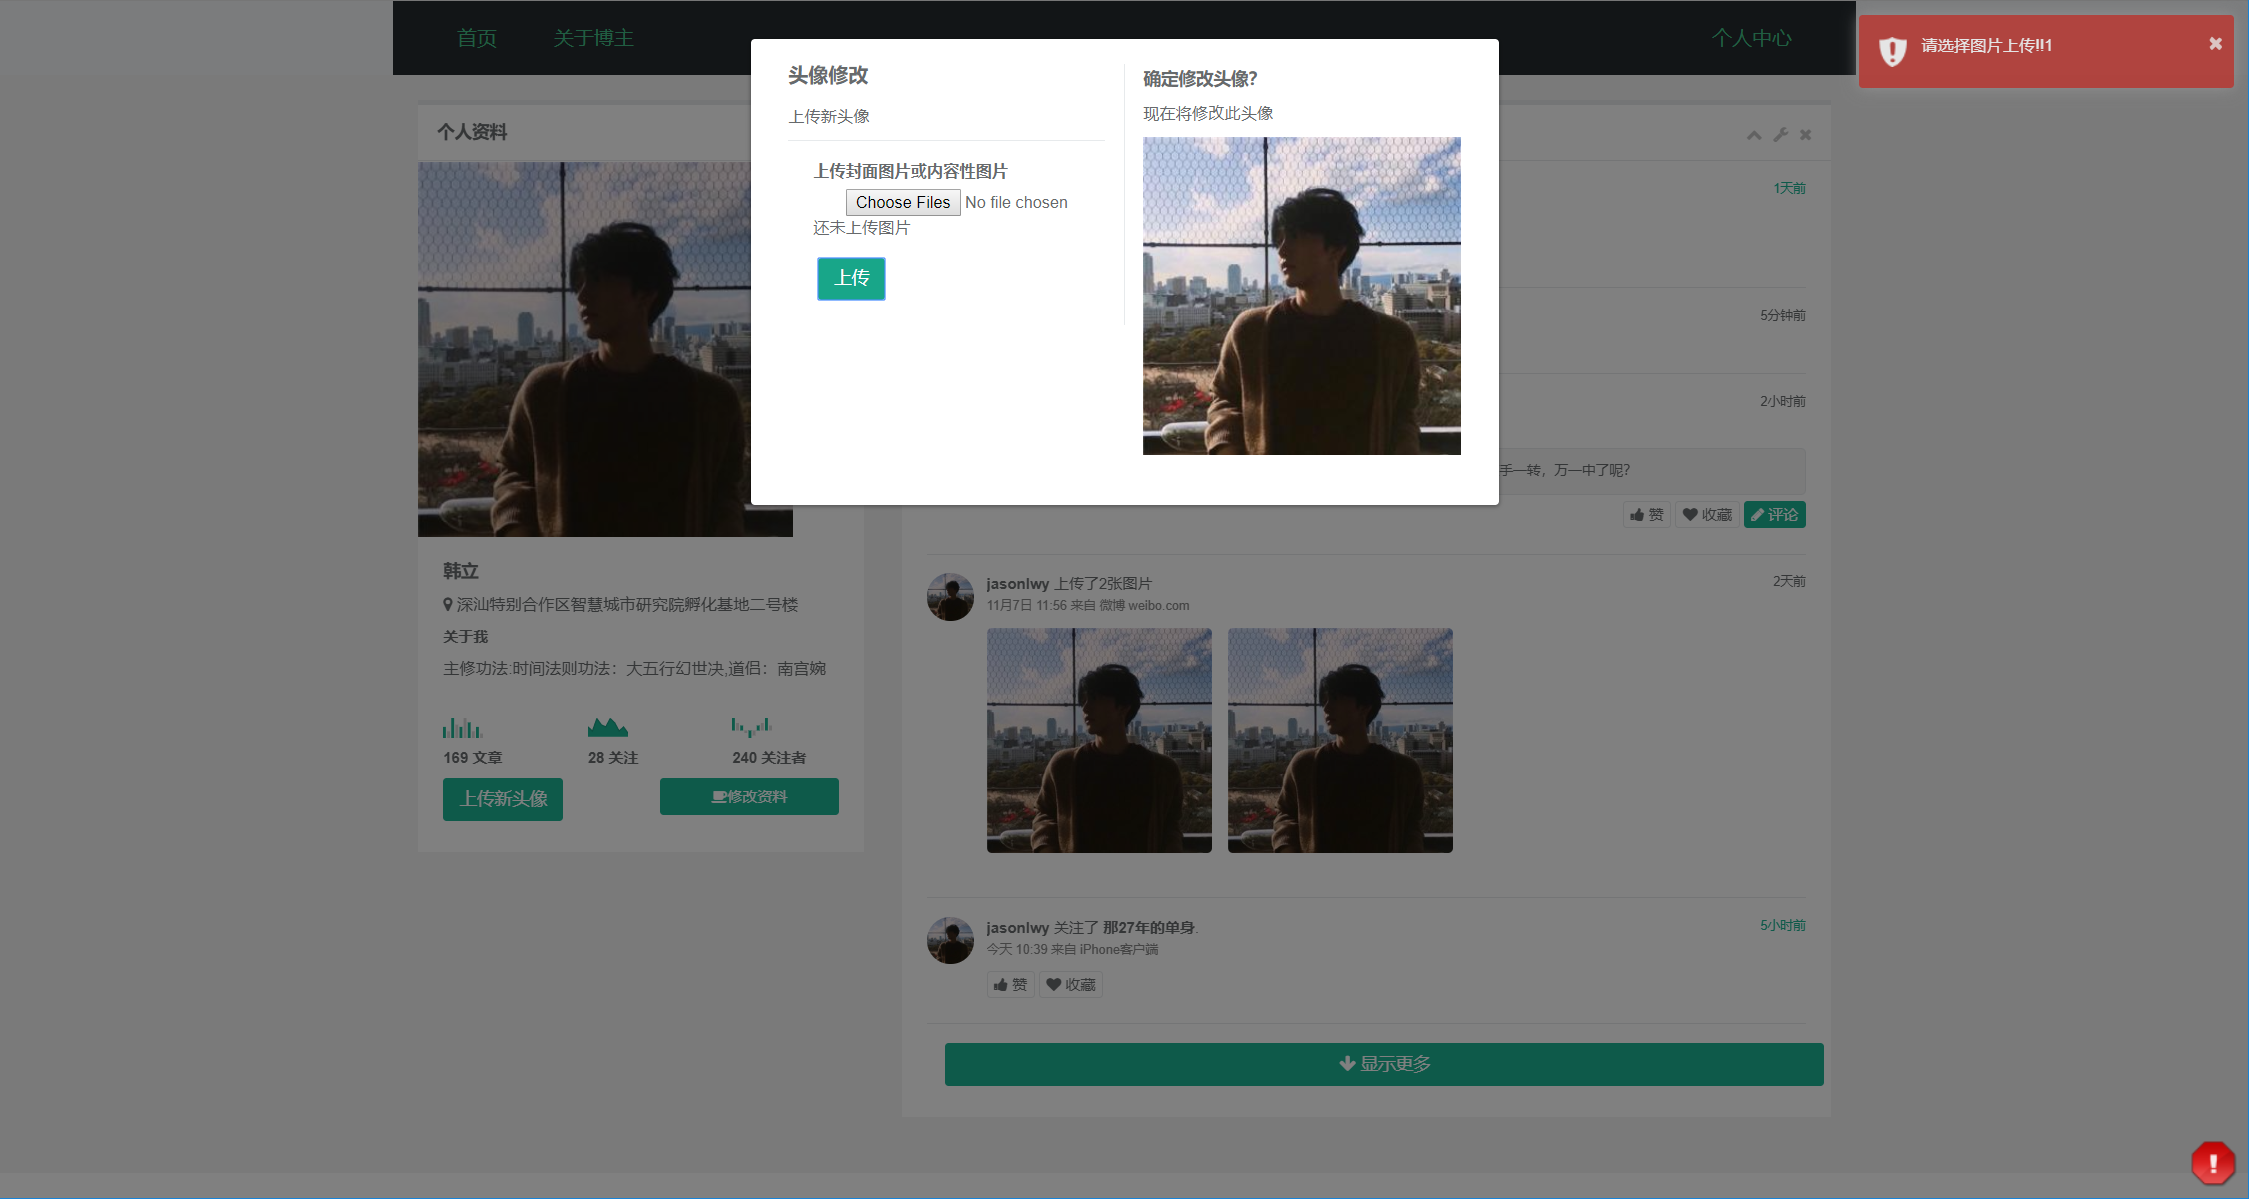 首页
关于博主
个人中心
请选择图片上传!!1
头像修改
上传新头像
上传封面图片或内容性图片
Choose Files No file chosen
还未上传图片
上传
确定修改头像?
现在将修改此头像
个人资料
韩立
深汕特别合作区智慧城市研究院孵化基地二号楼
关于我
主修功法:时间法则功法：大五行幻世决,道侣：南宫婉
169 文章
28 关注
240 关注者
上传新头像
修改资料
1天前
5分钟前
2小时前
手一转，万一中了呢?
赞
收藏
评论
jasonlwy 上传了2张图片
2天前
11月7日 11:56 来自 微博 weibo.com
jasonlwy 关注了 那27年的单身.
5小时前
今天 10:39 来自 iPhone客户端
赞
收藏
显示更多